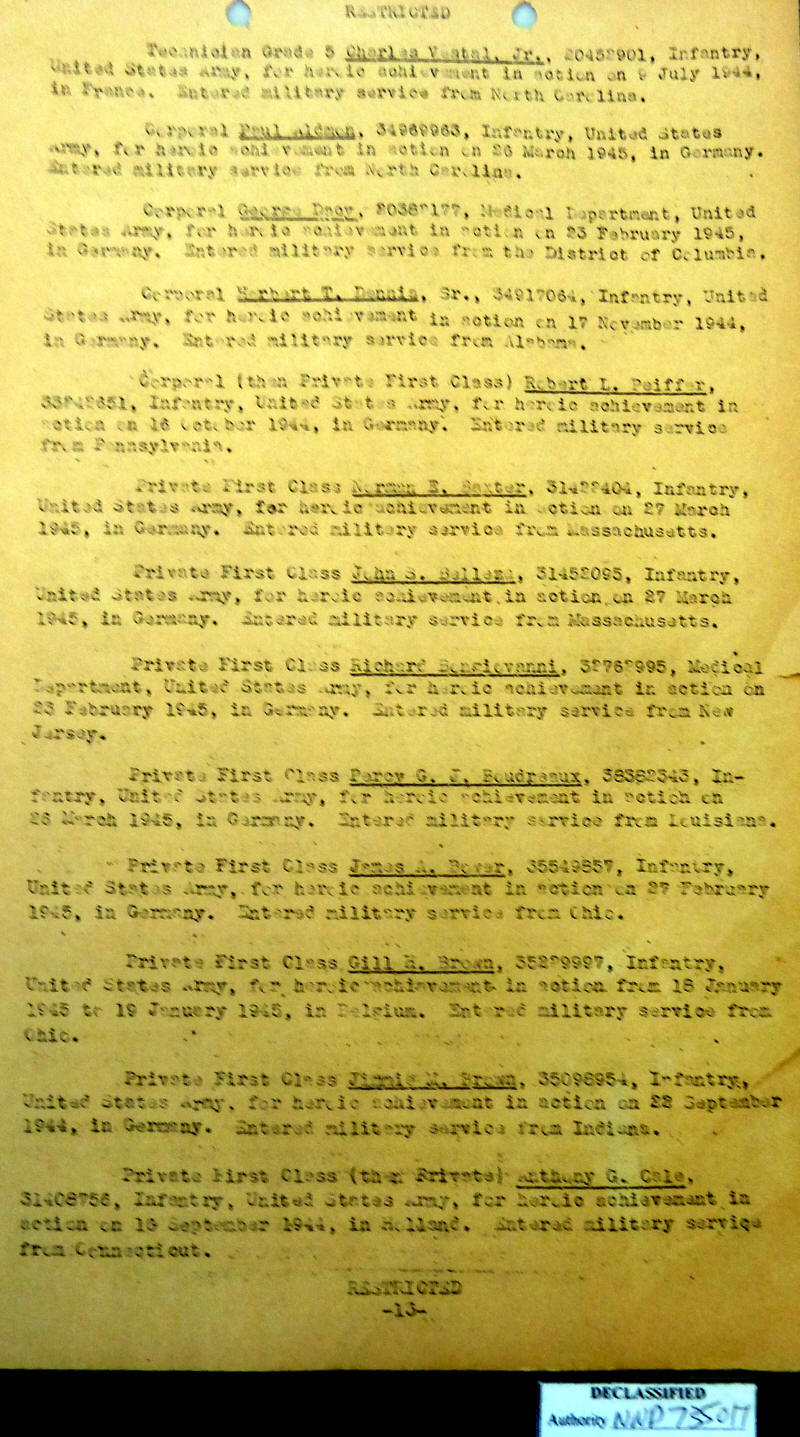 RESTRICTED
Technician Grade 5 Charles Jr., Infantry,
United States Army, for heroic achievement in action on July 1944,
in France. Entered military service from North Carolina.
Corporal Paul 34969963, Infantry, United States
Army, for heroic achievement in action on 26 March 1945, in Germany.
Entered military service from North Carolina.
Corporal George Medical Department, United
States Army, for heroic achievement in action on 23 February 1945,
in Germany. Entered military service from the District of Columbia.
Corporal Herbert T. Dennis, Sr., 34917064, Infantry, United
States Army, for heroic achievement in action on 17 November 1944,
in Germany. Entered military service from Alabama.
Corporal (then Private First Class) Robert L. Peiffer,
Infantry, United States Army, for heroic achievement in
action on 16 October 1944, in Germany. Entered military service
from Pennsylvania.
Private First Class Norman Baxter, Infantry,
United States Army, for heroic achievement in action on 27 March
1945, in Germany. Entered military service from Massachusetts.
Private First Class John Infantry,
United States Army, for heroic achievement in action on 27 March
1945, in Germany. Entered military service from Massachusetts.
Private First Class Richard Medical
Department, United States Army, for heroic achievement in action on
23 February 1945, in Germany. Entered military service from New
Jersey.
Private First Class Percy G. J. Boudreaux, 38382343, In-
fantry, United States Army, for heroic achievement in action on
26 March 1945, in Germany. Entered military service from Louisiana.
Private First Class James A. 35549857, Infantry,
United States Army, for heroic achievement in action on 27 February
1945, in Germany. Entered military service from Ohio.
Private First Class Gill Brown, Infantry,
United States Army, for heroic achievement in action from 18 January
1945 to 19 January 1945, in Belgium. Entered military service from
Ohio.
Private First Class Jimmie M. Brown, 35098954, Infantry,
United States Army, for heroic achievement in action on 22 September
1944, in Germany. Entered military service from Indiana.
Private First Class (then Private) Anthony G. Cole,
31408756, Infantry, United States Army, for heroic achievement in
action on 13 September 1944, in Holland. Entered military service
from Connecticut.
RESTRICTED
-13-
DECLASSIFIED
Authority NND 735017